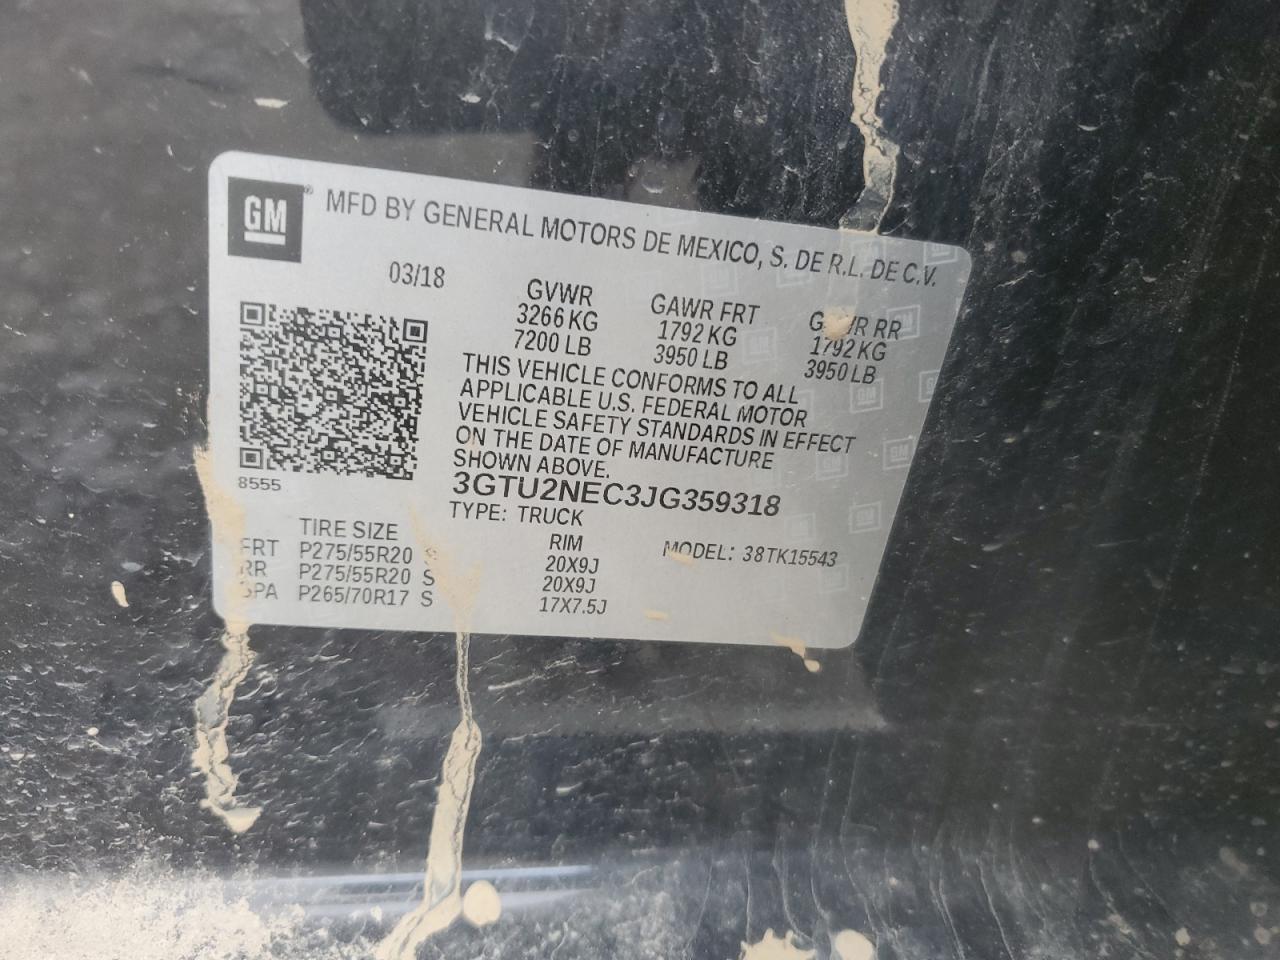 GM® MFD BY GENERAL MOTORS DE MEXICO, S. DE R.L. DE C.V.
03/18
GVWR GAWR FRT GAWR RR
3266 KG 1792 KG 1792 KG
7200 LB 3950 LB 3950 LB
THIS VEHICLE CONFORMS TO ALL
APPLICABLE U.S. FEDERAL MOTOR
VEHICLE SAFETY STANDARDS IN EFFECT
ON THE DATE OF MANUFACTURE
SHOWN ABOVE.
8555
3GTU2NEC3JG359318
TYPE: TRUCK
TIRE SIZE RIM MODEL: 38TK15543
FRT P275/55R20 S 20X9J
RR P275/55R20 S 20X9J
SPA P265/70R17 S 17X7.5J